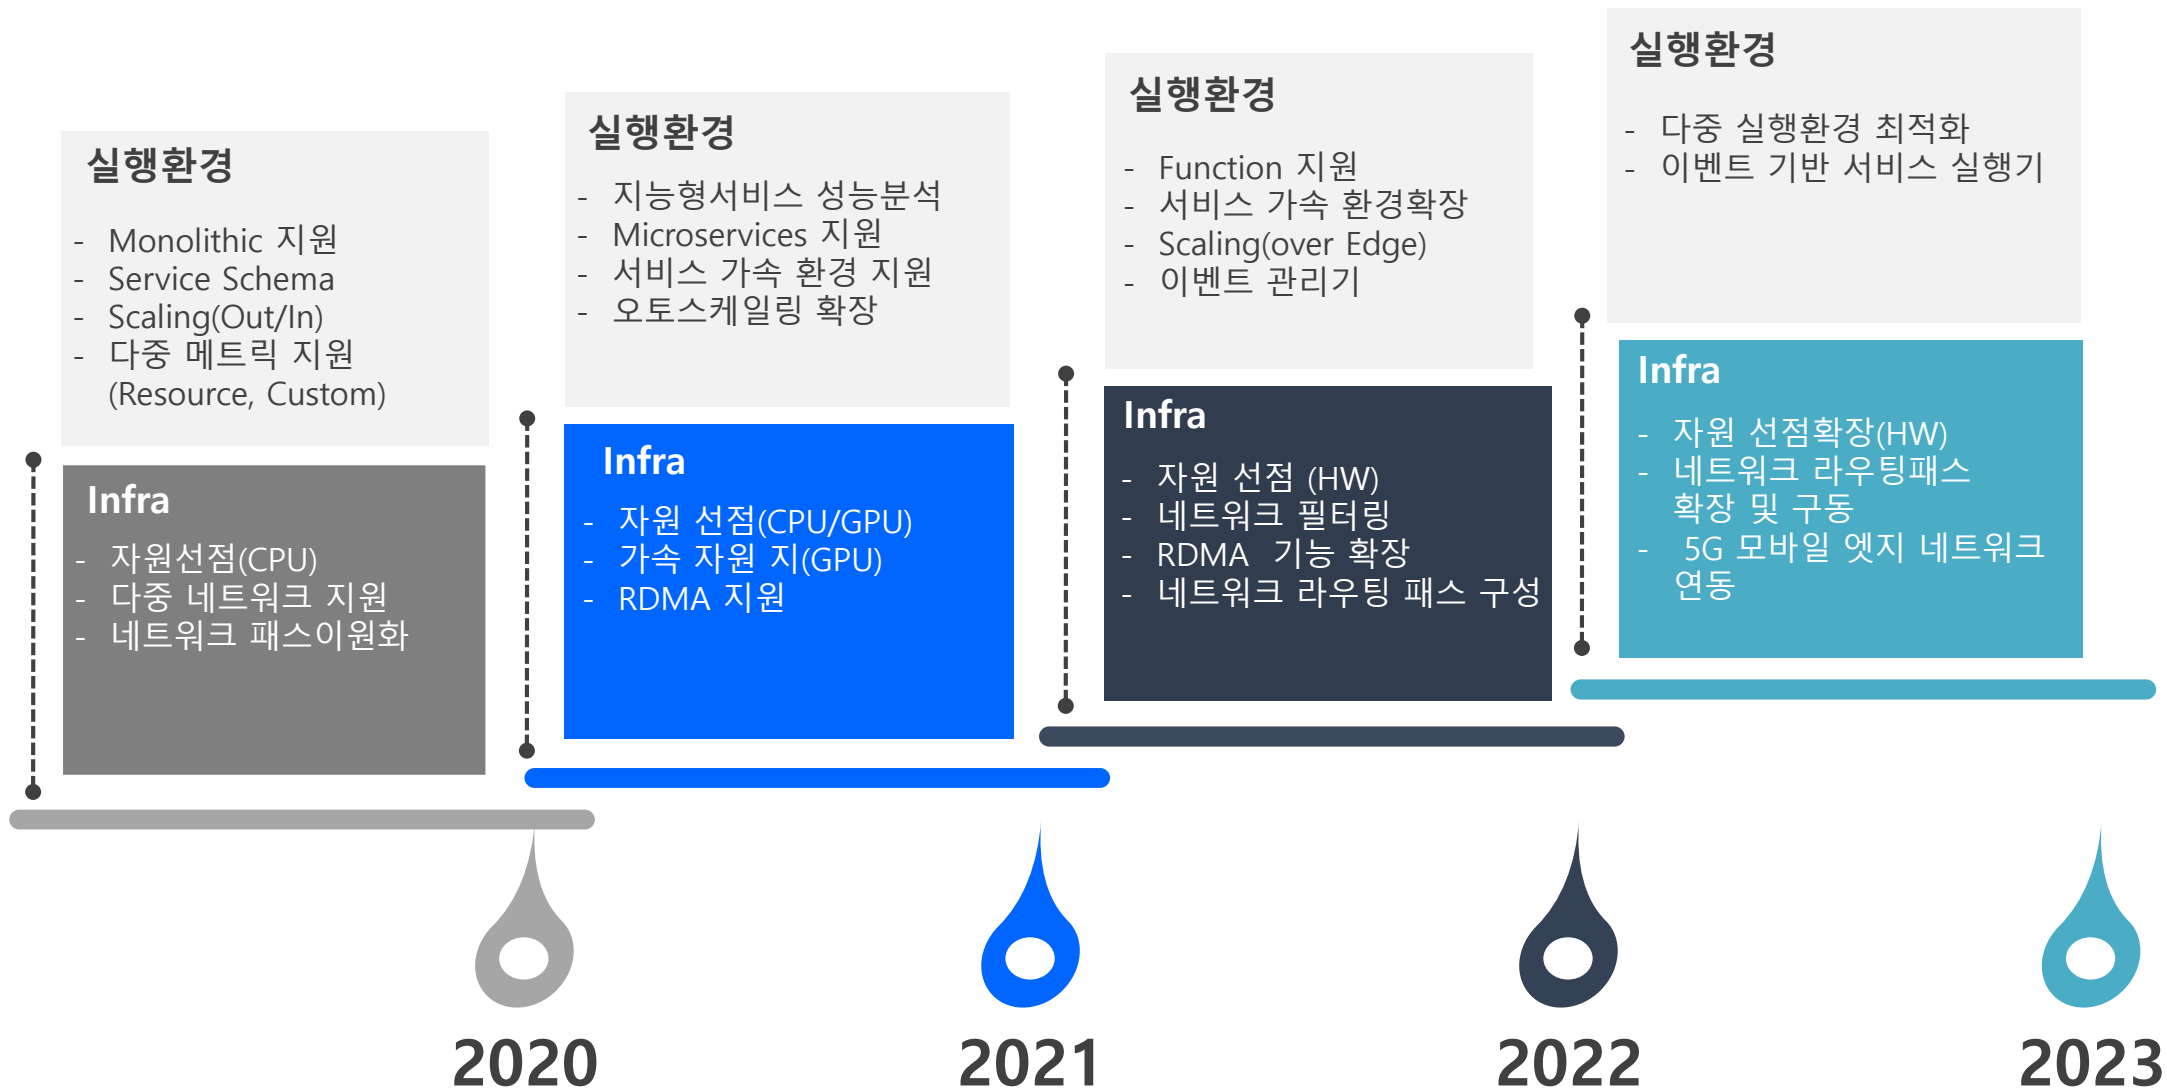 실행환경
- Monolithic 지원
- Service Schema
- Scaling(Out/In)
- 다중 메트릭 지원
(Resource, Custom)
Infra
- 자원선점(CPU)
- 다중 네트워크 지원
- 네트워크 패스이원화
2020
실행환경
- 지능형서비스 성능분석
- Microservices 지원
- 서비스 가속 환경 지원
- 오토스케일링 확장
Infra
- 자원 선점(CPU/GPU)
- 가속 자원 지(GPU)
- RDMA 지원
2021
실행환경
- Function 지원
- 서비스 가속 환경확장
- Scaling(over Edge)
- 이벤트 관리기
Infra
- 자원 선점 (HW)
- 네트워크 필터링
- RDMA 기능 확장
- 네트워크 라우팅 패스 구성
2022
실행환경
- 다중 실행환경 최적화
- 이벤트 기반 서비스 실행기
Infra
- 자원 선점확장(HW)
- 네트워크 라우팅패스
확장 및 구동
- 5G 모바일 엣지 네트워크
연동
2023